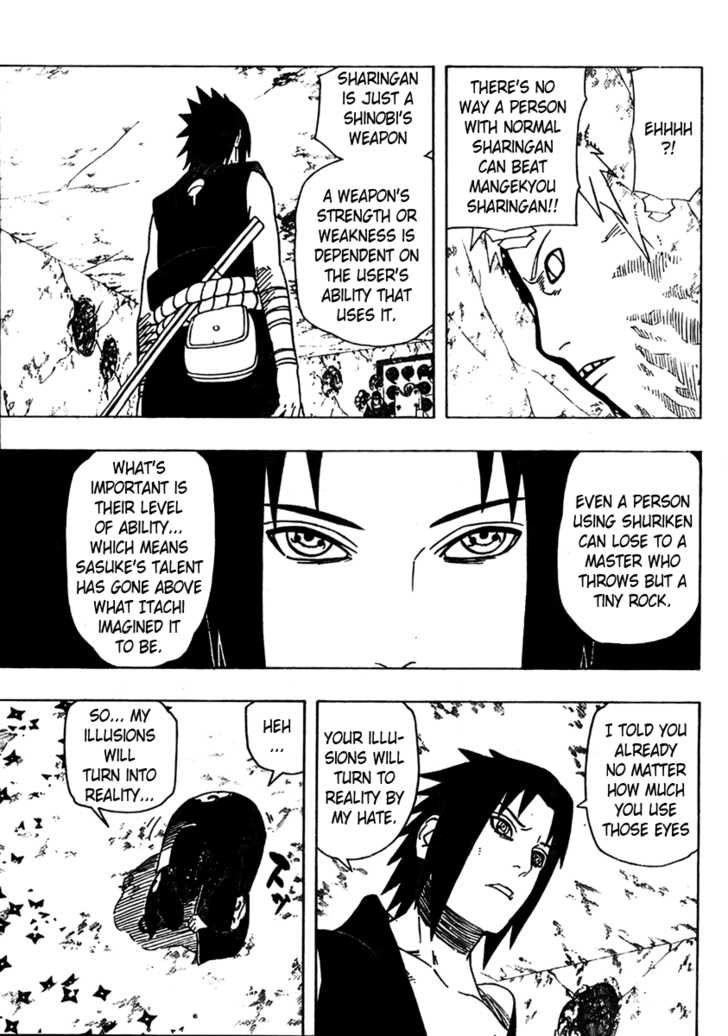 EHHHH
?!
THERE'S NO
WAY A PERSON
WITH NORMAL
SHARINGAN
CAN BEAT
MANGEKYOU
SHARINGAN!!
SHARINGAN
IS JUST A
SHINOBI'S
WEAPON
A WEAPON'S
STRENGTH OR
WEAKNESS IS
DEPENDENT ON
THE USER'S
ABILITY THAT
USES IT.
EVEN A PERSON
USING SHURIKEN
CAN LOSE TO A
MASTER WHO
THROWS BUT A
TINY ROCK.
WHAT'S
IMPORTANT IS
THEIR LEVEL
OF ABILITY...
WHICH MEANS
SASUKE'S TALENT
HAS GONE ABOVE
WHAT ITACHI
IMAGINED IT
TO BE.
I TOLD YOU
ALREADY
NO MATTER
HOW MUCH
YOU USE
THOSE EYES
YOUR ILLU-
SIONS WILL
TURN TO
REALITY BY
MY HATE.
HEH
...
SO... MY
ILLUSIONS
WILL
TURN INTO
REALITY...